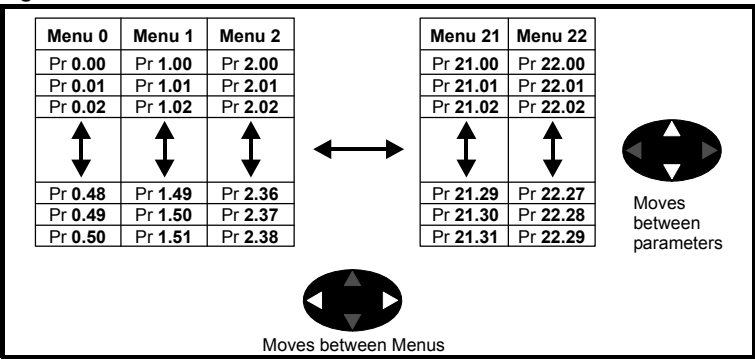 Menu 0 Menu 1 Menu 2 Menu 21 Menu 22
Pr 0.00 Pr 1.00 Pr 2.00 Pr 21.00 Pr 22.00
Pr 0.01 Pr 1.01 Pr 2.01 Pr 21.01 Pr 22.01
Pr 0.02 Pr 1.02 Pr 2.02 Pr 21.02 Pr 22.02
Pr 0.48 Pr 1.49 Pr 2.36 Pr 21.29 Pr 22.27
Pr 0.49 Pr 1.50 Pr 2.37 Pr 21.30 Pr 22.28
Pr 0.50 Pr 1.51 Pr 2.38 Pr 21.31 Pr 22.29
Moves
between
parameters
Moves between Menus